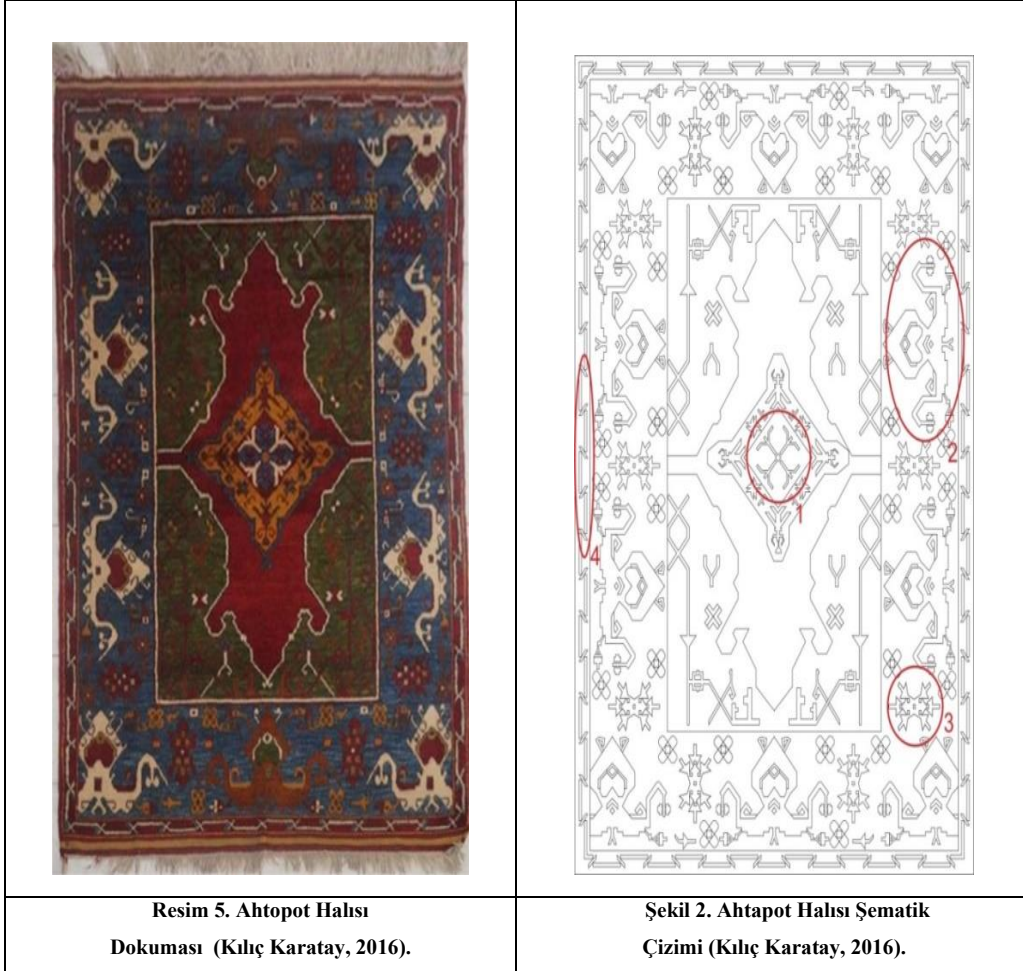 1
2
3
4
Resim 5. Ahtopot Halısı
Dokuması (Kılıç Karatay, 2016).
Şekil 2. Ahtapot Halısı Şematik
Çizimi (Kılıç Karatay, 2016).